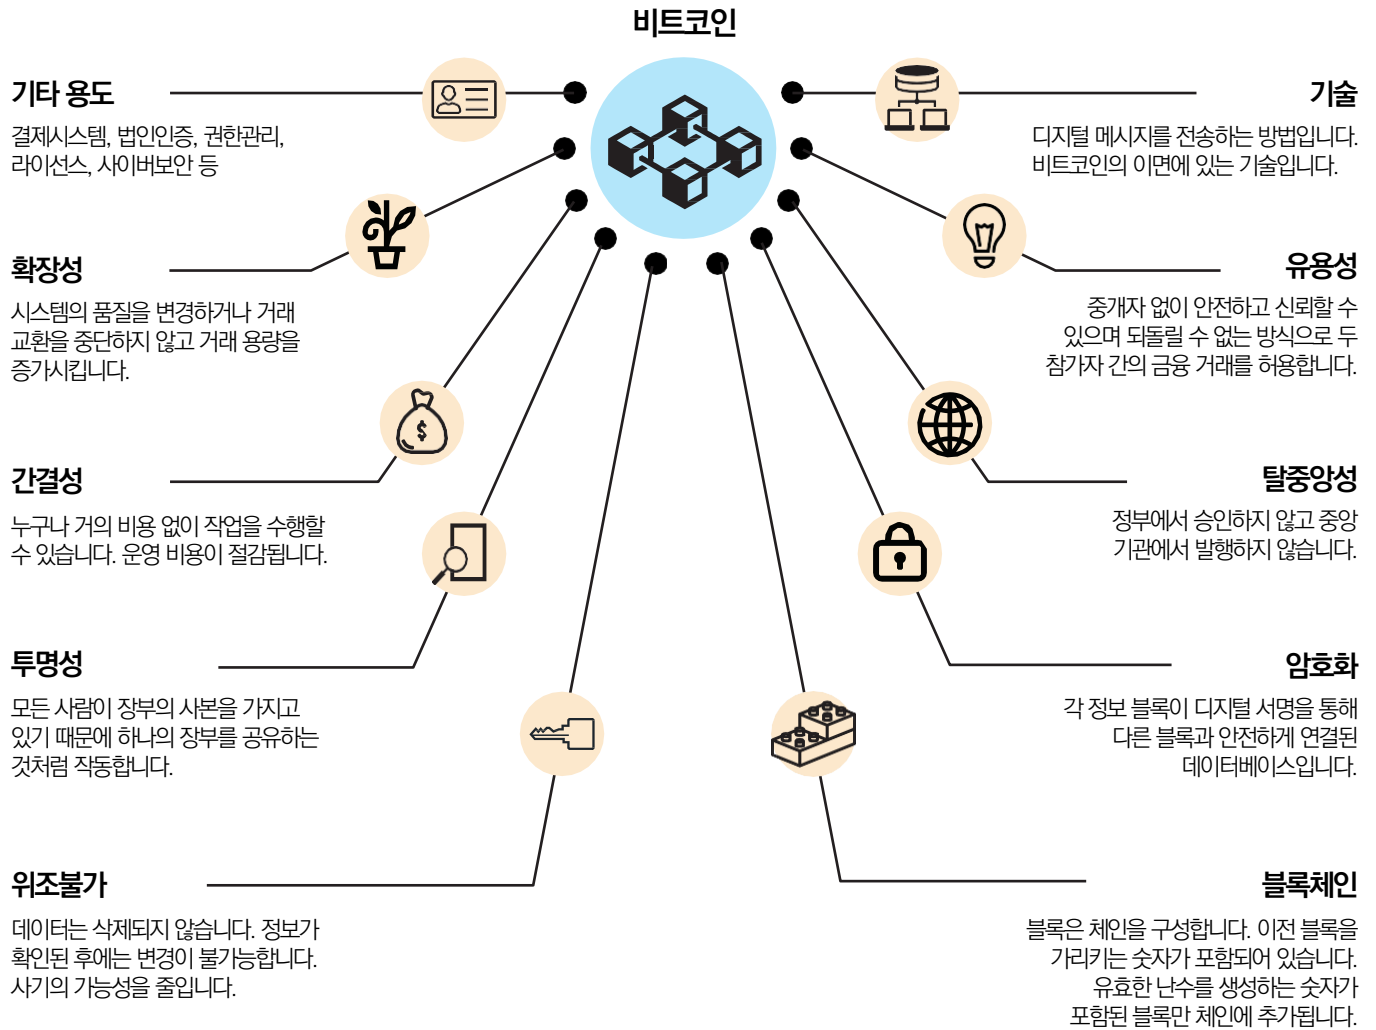 비트코인
기타 용도
결제시스템, 법인인증, 권한관리,
라이선스, 사이버보안 등
확장성
시스템의 품질을 변경하거나 거래
교환을 중단하지 않고 거래 용량을
증가시킵니다.
간결성
누구나 거의 비용 없이 작업을 수행할
수 있습니다. 운영 비용이 절감됩니다.
투명성
모든 사람이 장부의 사본을 가지고
있기 때문에 하나의 장부를 공유하는
것처럼 작동합니다.
위조불가
데이터는 삭제되지 않습니다. 정보가
확인된 후에는 변경이 불가능합니다.
사기의 가능성을 줄입니다.
기술
디지털 메시지를 전송하는 방법입니다.
비트코인의 이면에 있는 기술입니다.
유용성
중개자 없이 안전하고 신뢰할 수
있으며 되돌릴 수 없는 방식으로 두
참가자 간의 금융 거래를 허용합니다.
탈중앙성
정부에서 승인하지 않고 중앙
기관에서 발행하지 않습니다.
암호화
각 정보 블록이 디지털 서명을 통해
다른 블록과 안전하게 연결된
데이터베이스입니다.
블록체인
블록은 체인을 구성합니다. 이전 블록을
가리키는 숫자가 포함되어 있습니다.
유효한 난수를 생성하는 숫자가
포함된 블록만 체인에 추가됩니다.
$